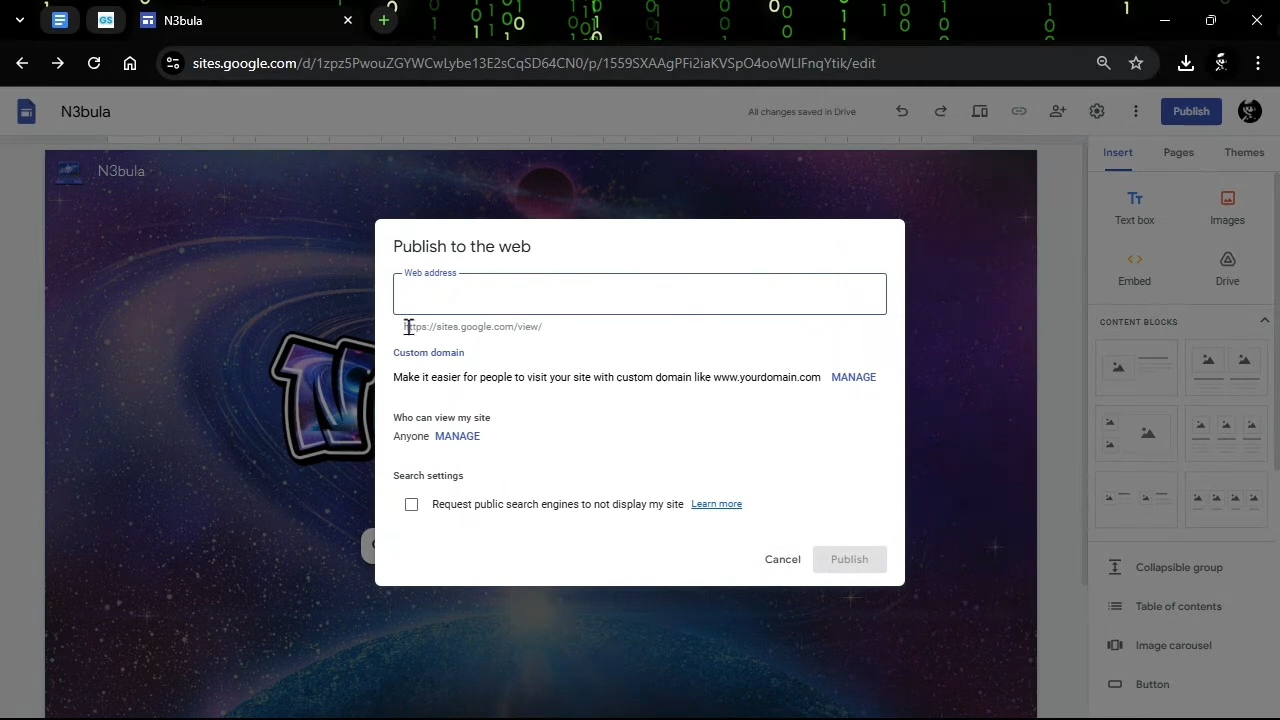 N3bula
sites.google.com/d/1zpz5PwouZGYWCwLybe13E2sCqSD64CN0/p/1559SXAAgPFi2iaKVSpO4ooWLIFnqYtik/edit
N3bula
All changes saved in Drive
Publish
Insert
Pages
Themes
N3bula
Text box
Images
Embed
Drive
CONTENT BLOCKS
Collapsible group
Table of contents
Image carousel
Button
Publish to the web
Web address
https://sites.google.com/view/
Custom domain
Make it easier for people to visit your site with custom domain like www.yourdomain.com MANAGE
Who can view my site
Anyone MANAGE
Search settings
Request public search engines to not display my site Learn more
Cancel
Publish